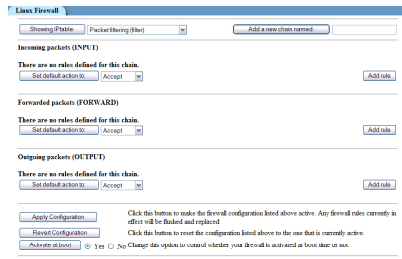 Linux Firewall
Showing IPtable: Packet filtering (filter) Add a new chain named:
Incoming packets (INPUT)
There are no rules defined for this chain.
Set default action to: Accept Add rule
Forwarded packets (FORWARD)
There are no rules defined for this chain.
Set default action to: Accept Add rule
Outgoing packets (OUTPUT)
There are no rules defined for this chain.
Set default action to: Accept Add rule
Apply Configuration Click this button to make the firewall configuration listed above active. Any firewall rules currently in
effect will be flushed and replaced
Revert Configuration Click this button to reset the configuration listed above to the one that is currently active.
Activate at boot Yes No Change this option to control whether your firewall is activated at boot time or not.